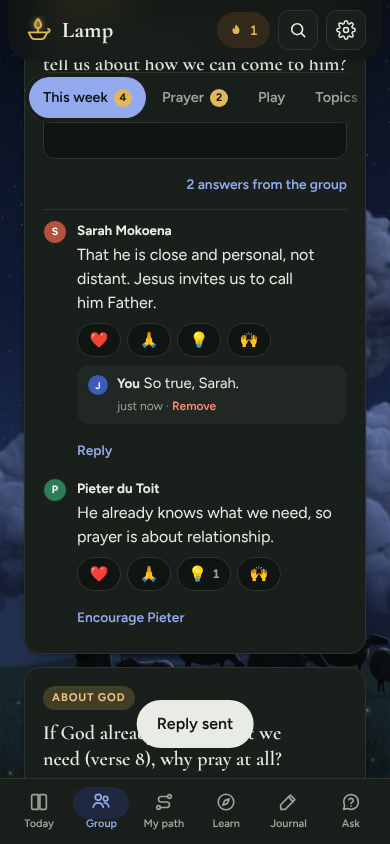 Lamp
1
tell us about how we can come to him?
This week 4
Prayer 2
Play
Topics
2 answers from the group
S
Sarah Mokoena
That he is close and personal, not
distant. Jesus invites us to call
him Father.
J
You So true, Sarah.
just now · Remove
Reply
P
Pieter du Toit
He already knows what we need, so
prayer is about relationship.
1
Encourage Pieter
ABOUT GOD
If God we
need (verse 8), why pray at all?
Reply sent
Today
Group
My path
Learn
Journal
Ask